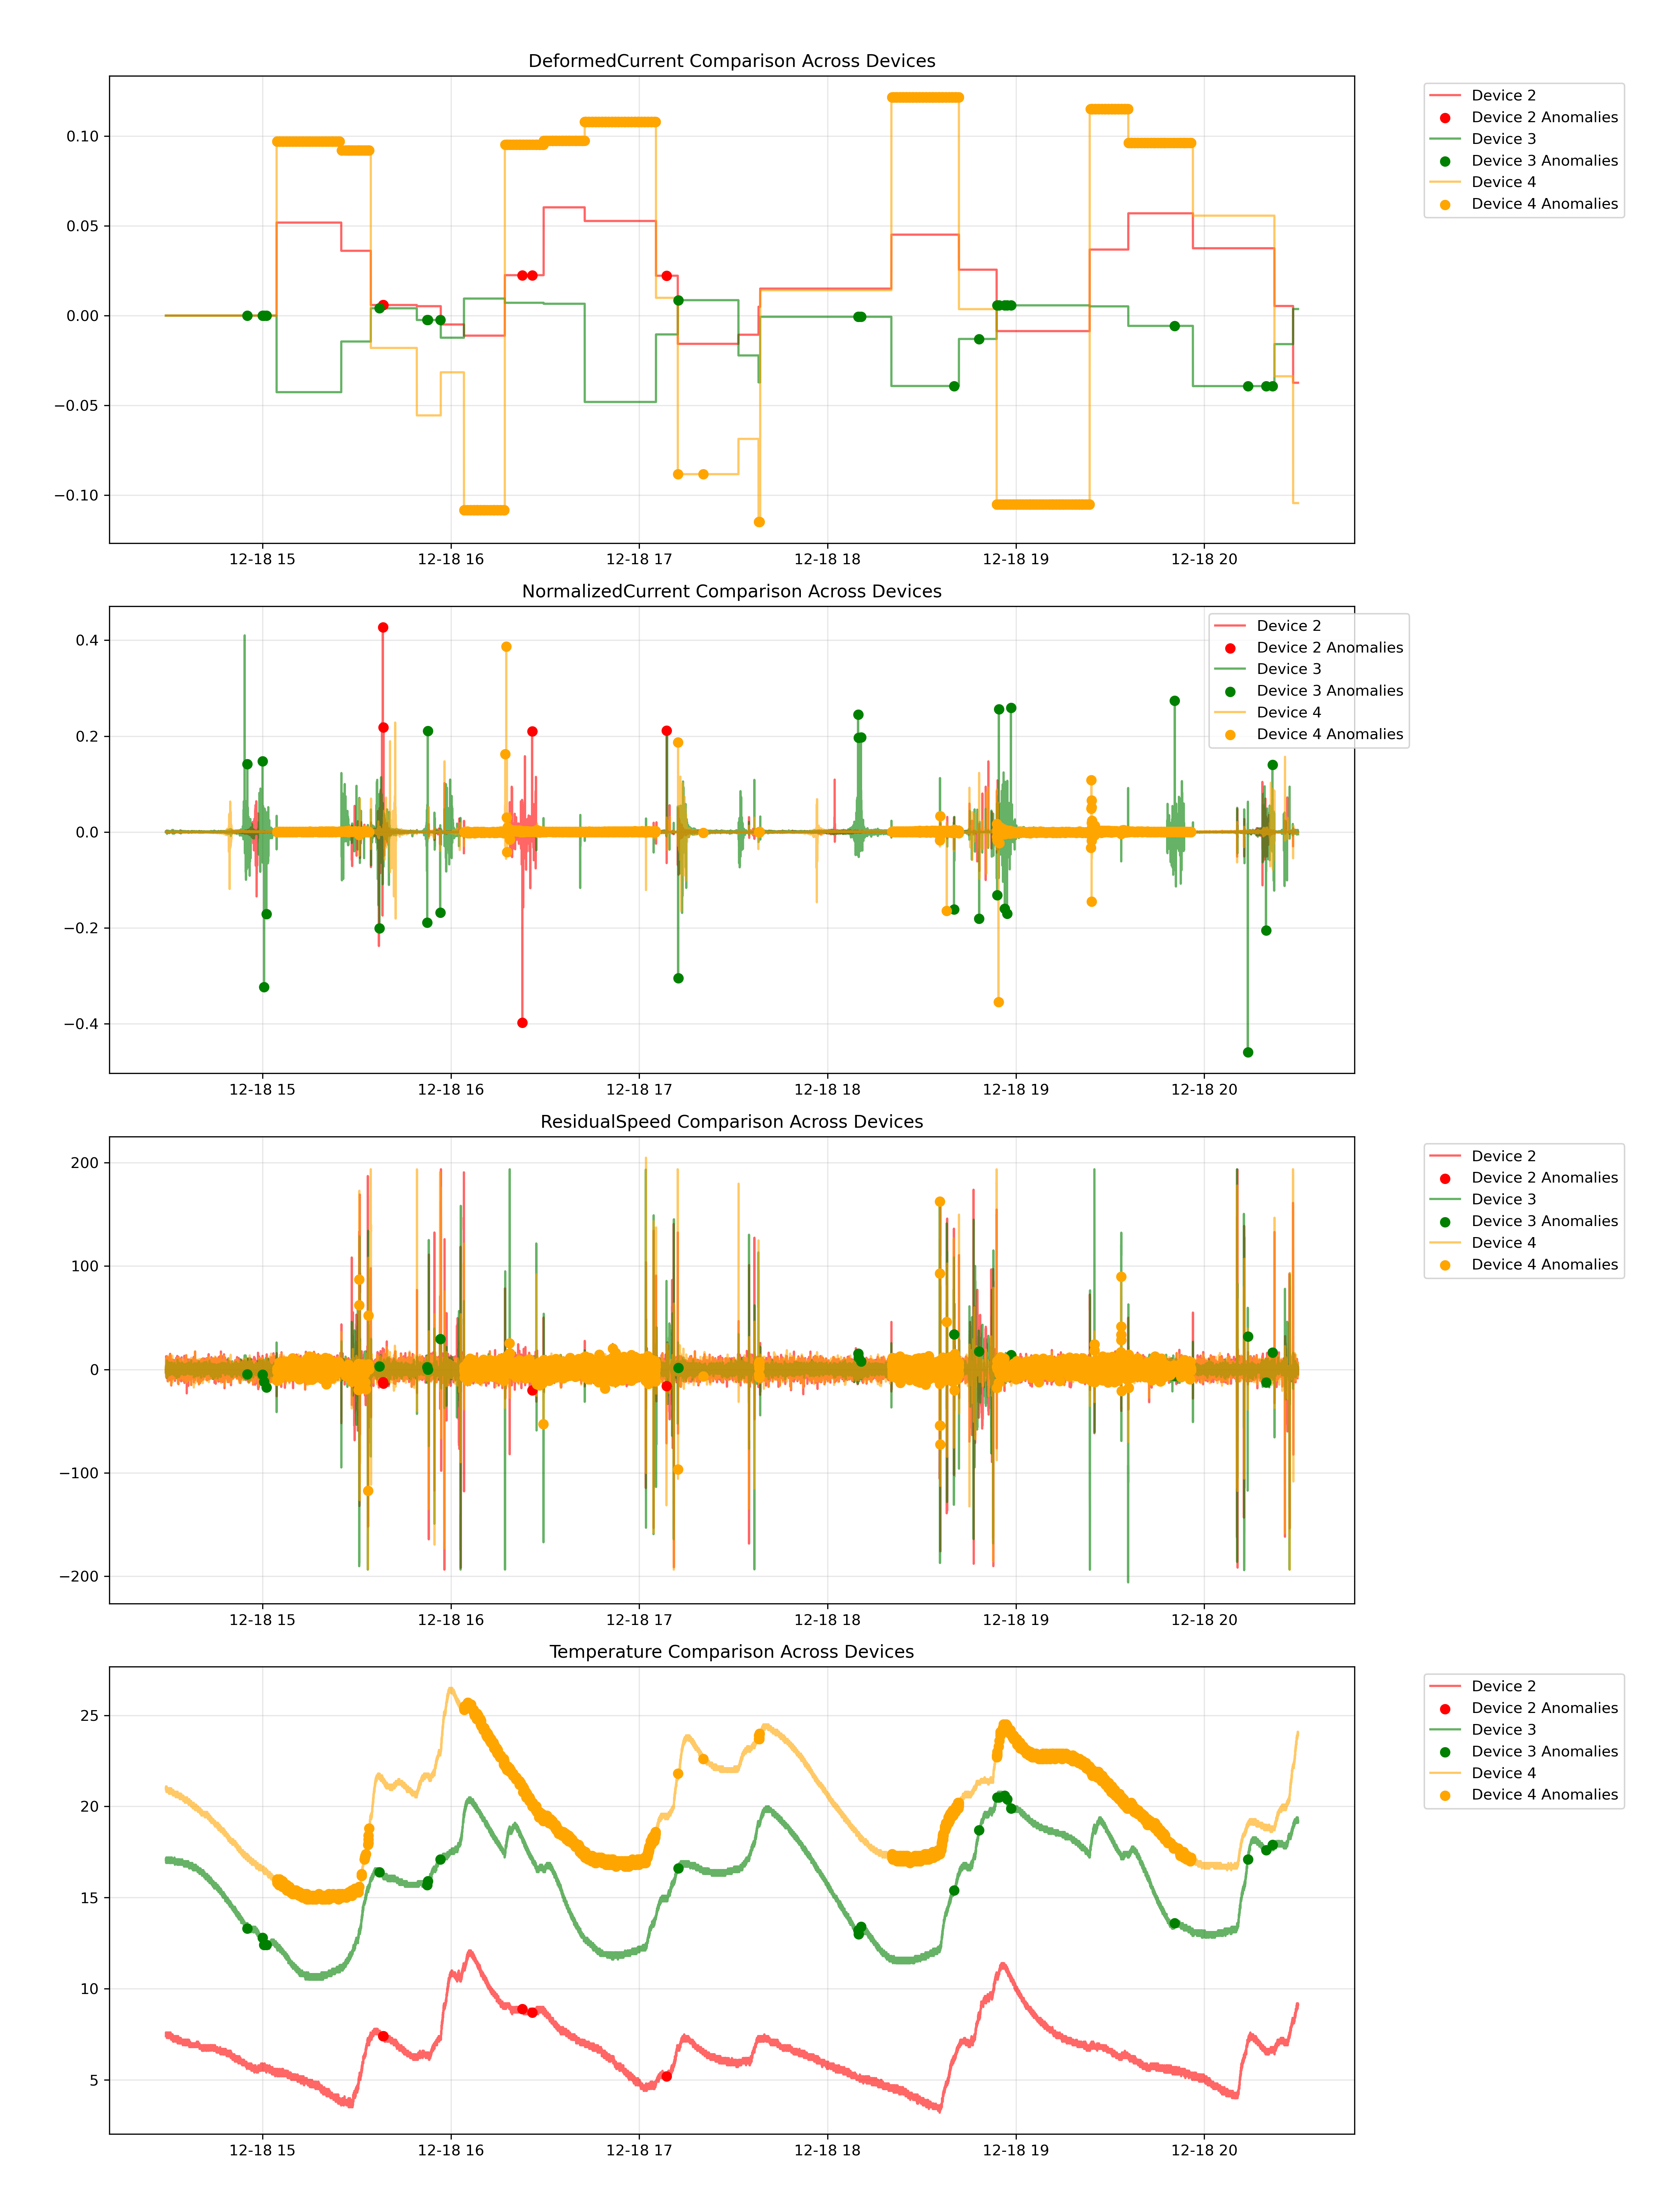 DeformedCurrent Comparison Across Devices
0.10
0.05
0.00
−0.05
−0.10
12-18 15
12-18 16
12-18 17
12-18 18
12-18 19
12-18 20
Device 2
Device 2 Anomalies
Device 3
Device 3 Anomalies
Device 4
Device 4 Anomalies
NormalizedCurrent Comparison Across Devices
0.4
0.2
0.0
−0.2
−0.4
12-18 15
12-18 16
12-18 17
12-18 18
12-18 19
12-18 20
Device 2
Device 2 Anomalies
Device 3
Device 3 Anomalies
Device 4
Device 4 Anomalies
ResidualSpeed Comparison Across Devices
200
100
0
−100
−200
12-18 15
12-18 16
12-18 17
12-18 18
12-18 19
12-18 20
Device 2
Device 2 Anomalies
Device 3
Device 3 Anomalies
Device 4
Device 4 Anomalies
Temperature Comparison Across Devices
25
20
15
10
5
12-18 15
12-18 16
12-18 17
12-18 18
12-18 19
12-18 20
Device 2
Device 2 Anomalies
Device 3
Device 3 Anomalies
Device 4
Device 4 Anomalies